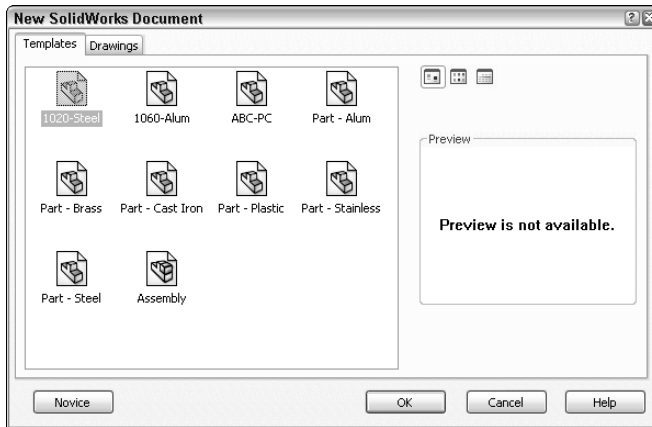 New SolidWorks Document
Templates Drawings
1020-Steel 1060-Alum ABC-PC Part - Alum
Preview
Part - Brass Part - Cast Iron Part - Plastic Part - Stainless
Preview is not available.
Part - Steel Assembly
Novice OK Cancel Help